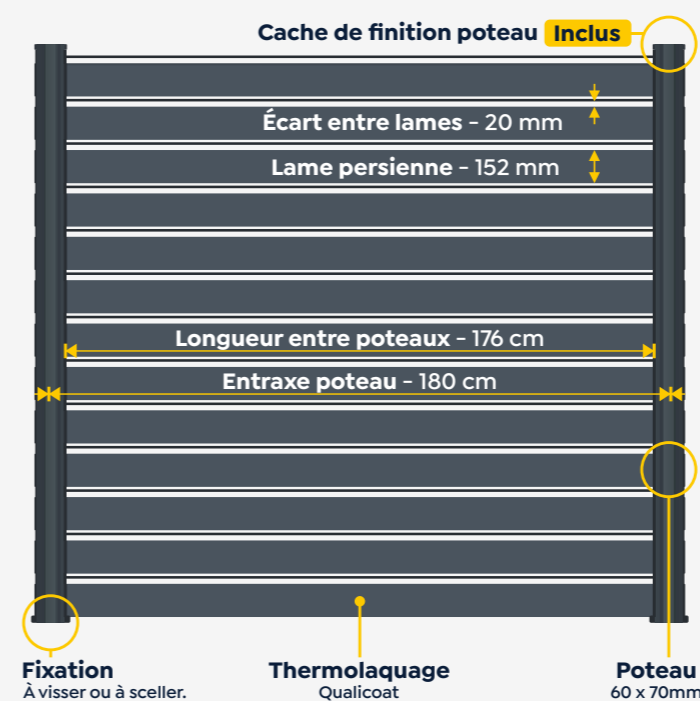 Cache de finition poteau Inclus
Écart entre lames - 20 mm
Lame persienne - 152 mm
Longueur entre poteaux - 176 cm
Entraxe poteau - 180 cm
Fixation
À visser ou à sceller.
Thermolaquage
Qualicoat
Poteau
60 x 70mm